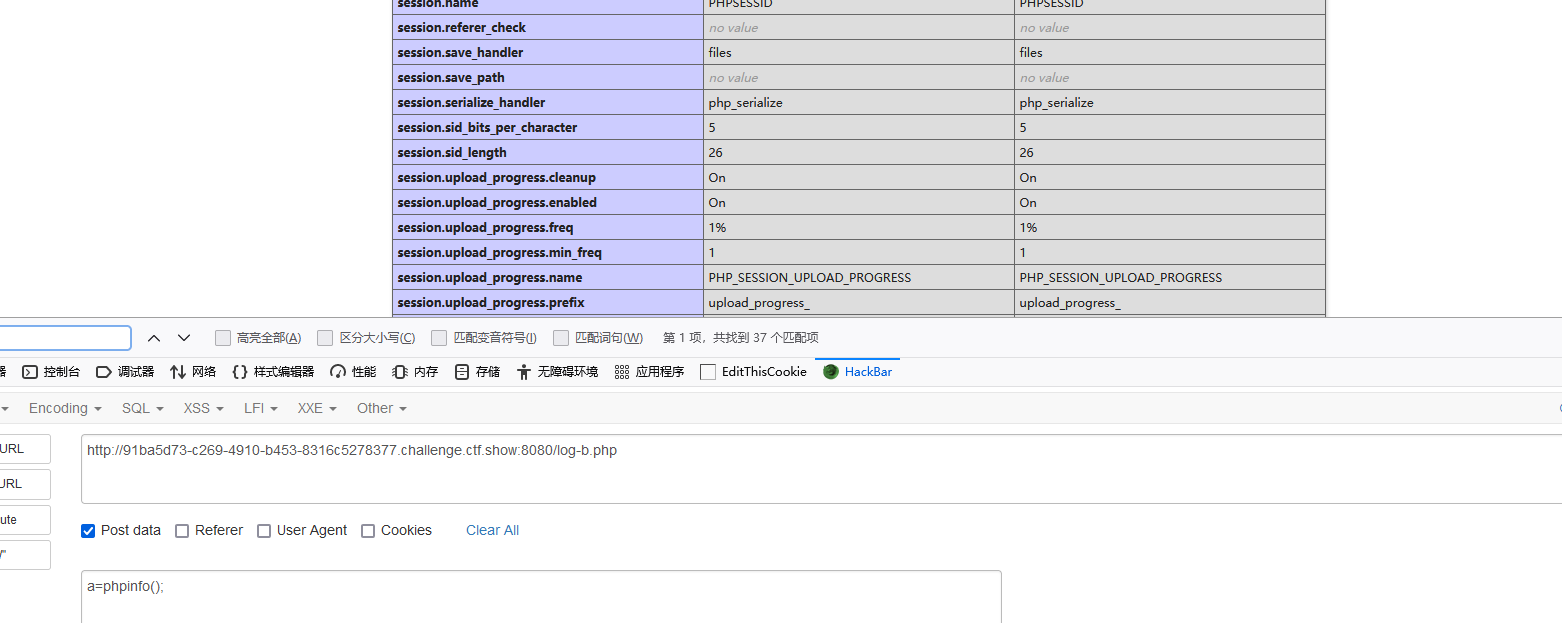 session.name PHPSESSID PHPSESSID
session.referer_check no value no value
session.save_handler files files
session.save_path no value no value
session.serialize_handler php_serialize php_serialize
session.sid_bits_per_character 5 5
session.sid_length 26 26
session.upload_progress.cleanup On On
session.upload_progress.enabled On On
session.upload_progress.freq 1% 1%
session.upload_progress.min_freq 1 1
session.upload_progress.name PHP_SESSION_UPLOAD_PROGRESS PHP_SESSION_UPLOAD_PROGRESS
session.upload_progress.prefix upload_progress_ upload_progress_
高亮全部(A) 区分大小写(C) 匹配变音符号(I) 匹配词句(W) 第 1 项，共找到 37 个匹配项
器 控制台 调试器 网络 {} 样式编辑器 性能 内存 存储 无障碍环境 应用程序 EditThisCookie HackBar
Encoding SQL XSS LFI XXE Other
URL
http://91ba5d73-c269-4910-b453-8316c5278377.challenge.ctf.show:8080/log-b.php
URL
ute
Post data Referer User Agent Cookies Clear All
a=phpinfo();